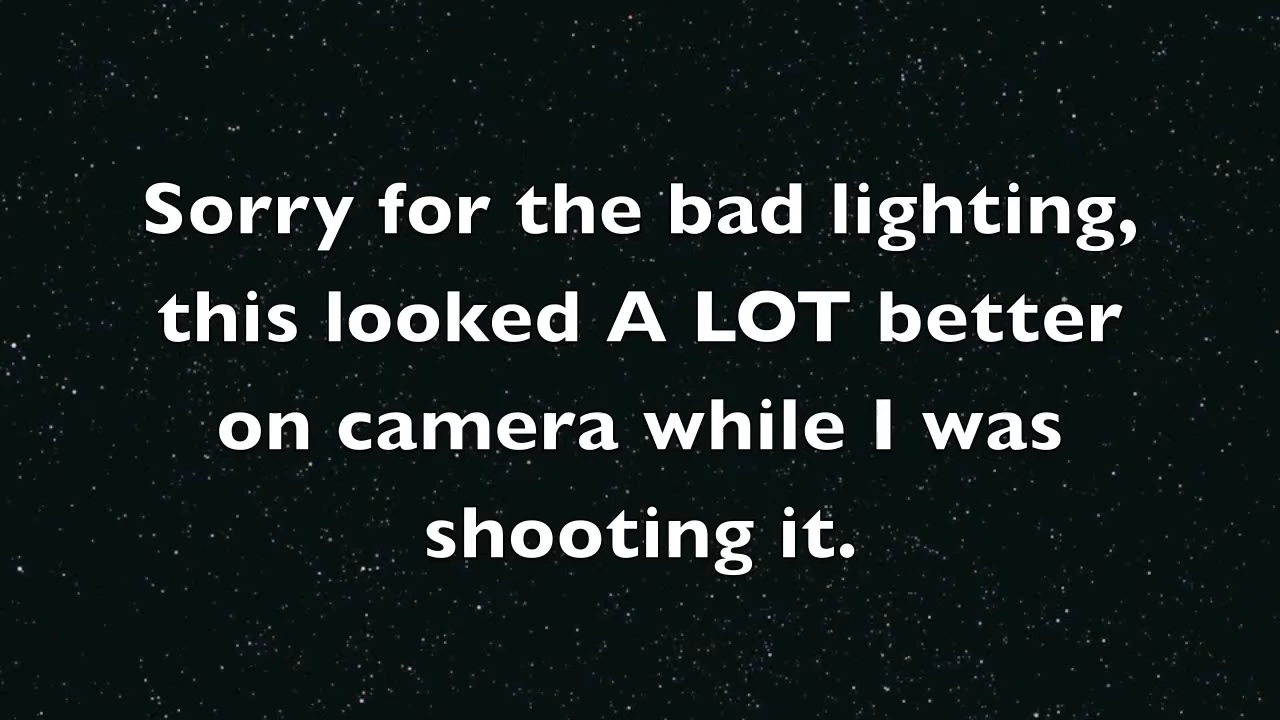 Sorry for the bad lighting,
this looked A LOT better
on camera while I was
shooting it.